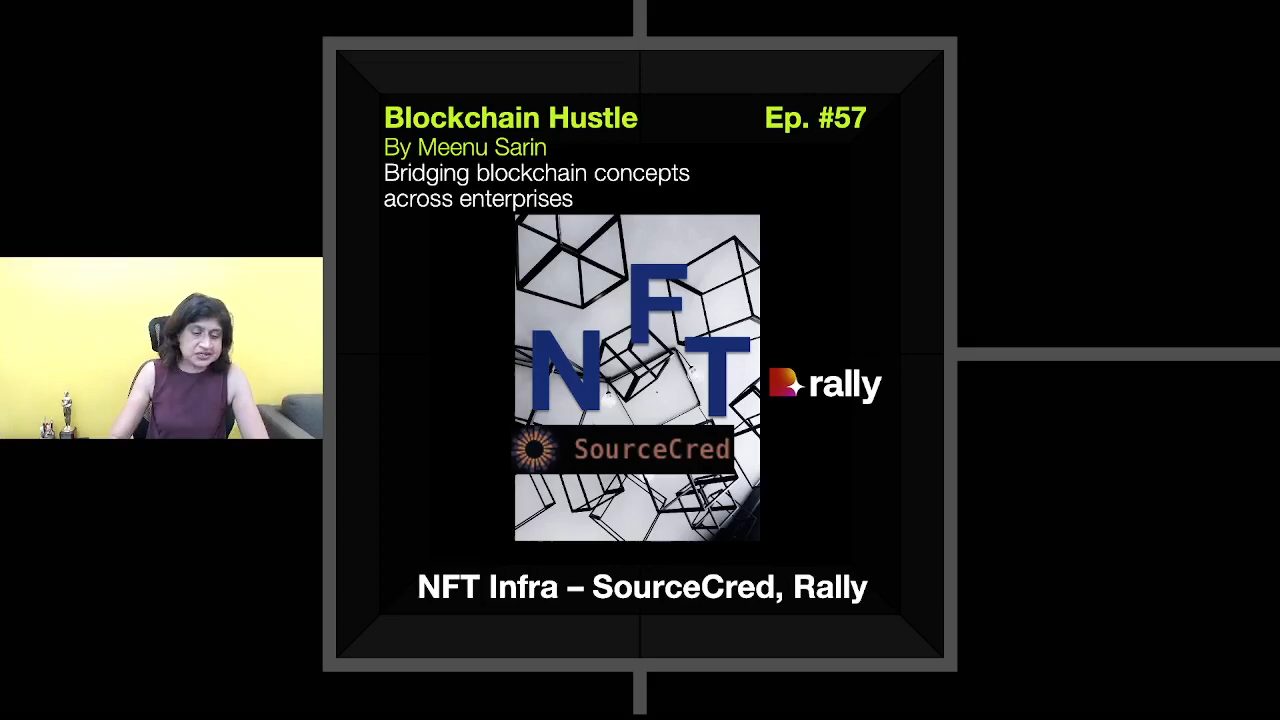 Blockchain Hustle Ep. #57
By Meenu Sarin
Bridging blockchain concepts
across enterprises
NFT
rally
SourceCred
NFT Infra – SourceCred, Rally